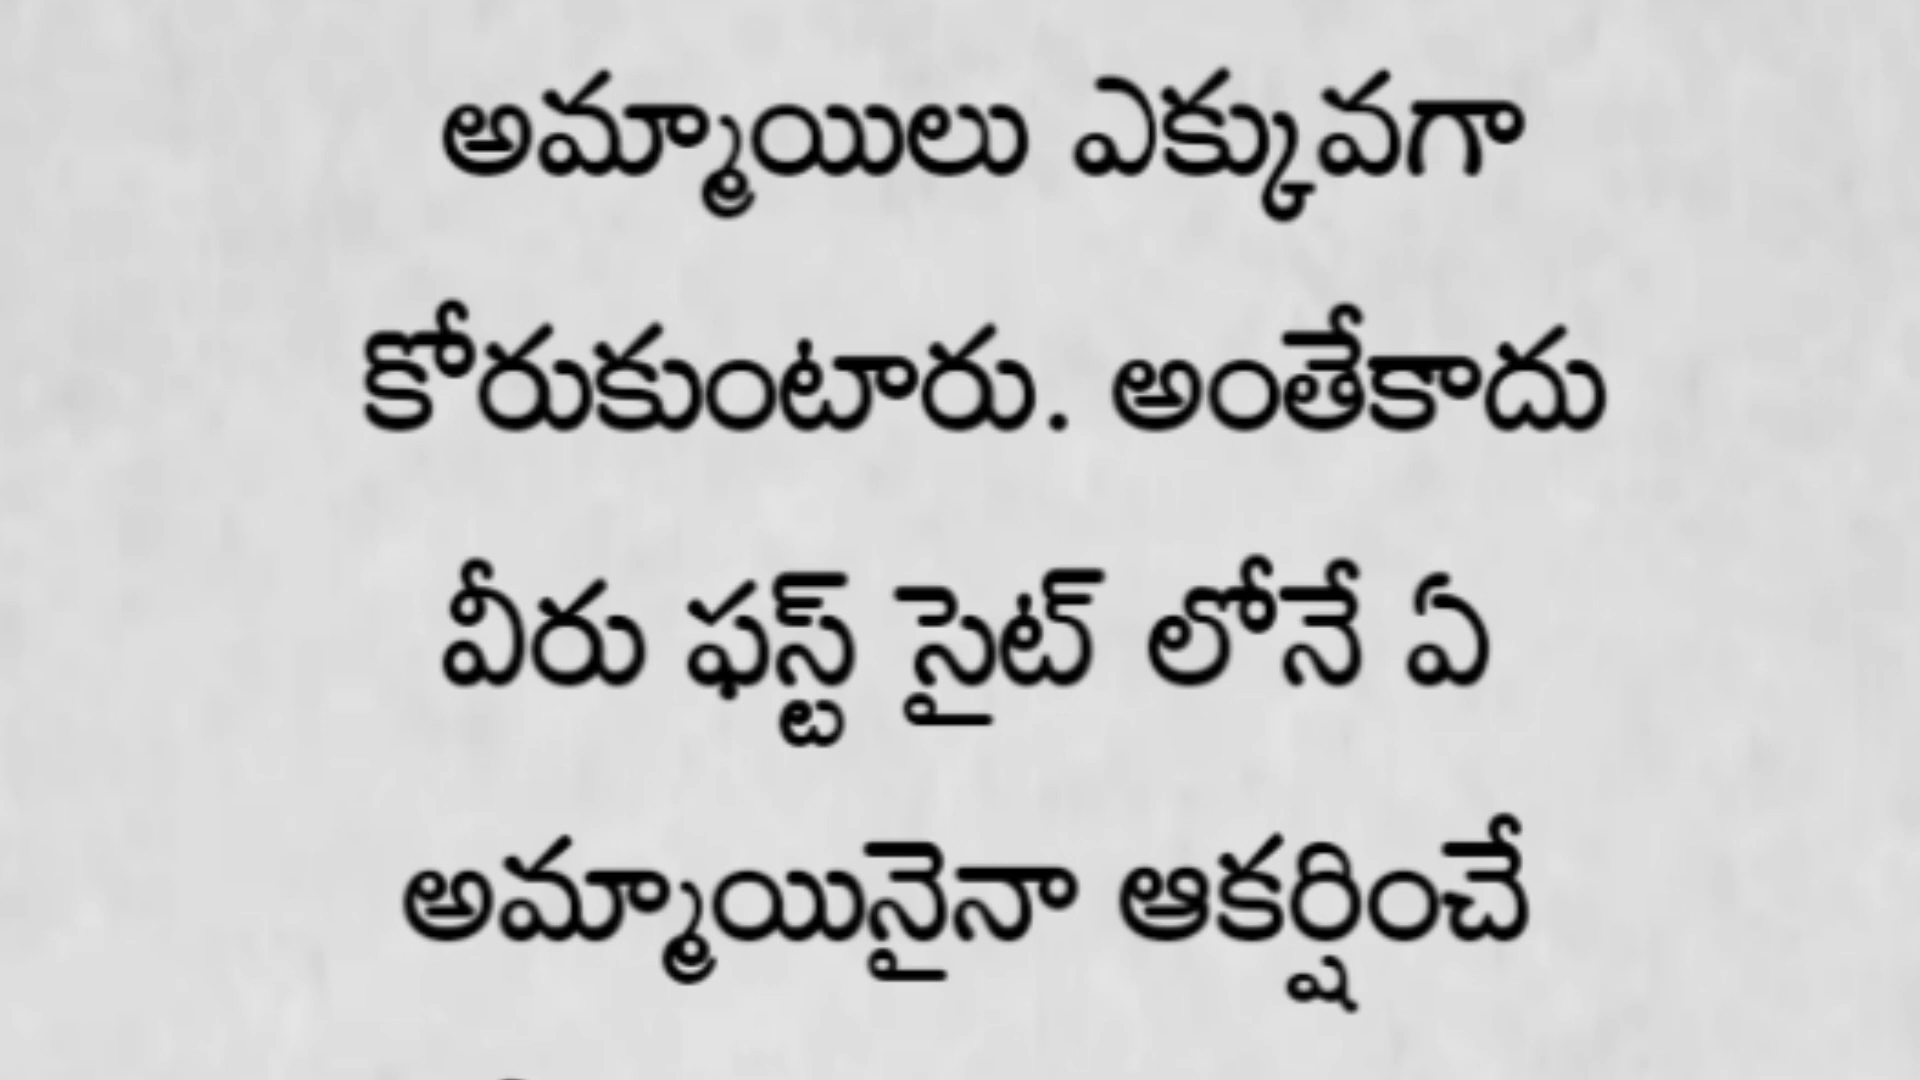 అమ్మాయిలు ఎక్కువగా
కోరుకుంటారు. అంతేకాదు
వీరు ఫస్ట్ సైట్ లోనే ఏ
అమ్మాయినైనా ఆకర్షించే